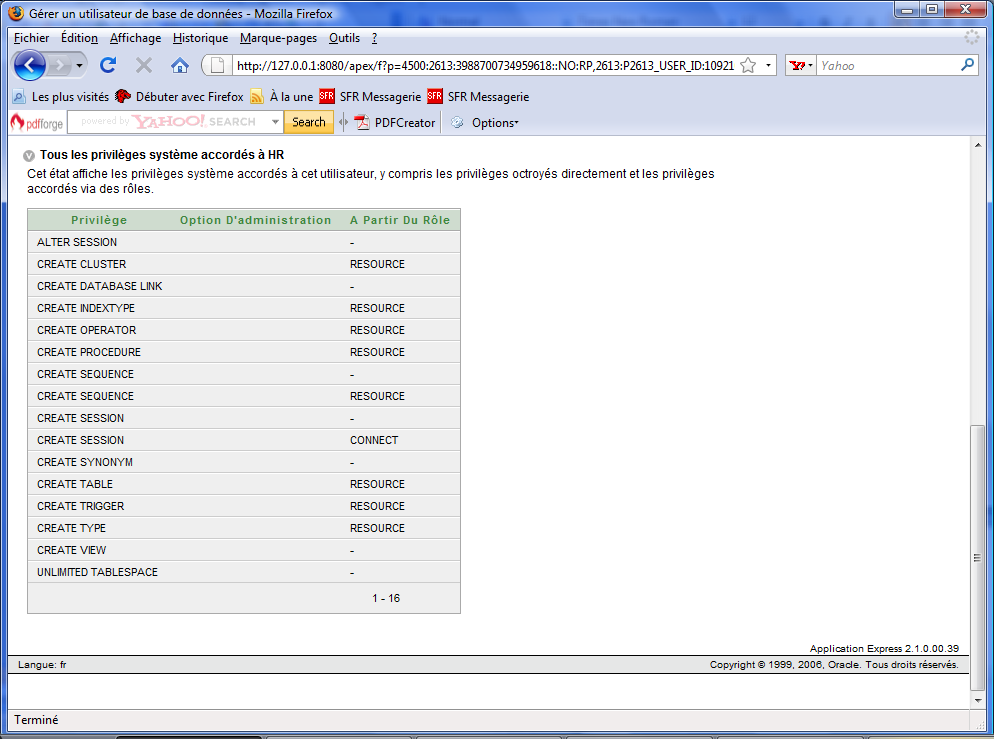 Gérer un utilisateur de base de données - Mozilla Firefox
Fichier Édition Affichage Historique Marque-pages Outils ?
http://127.0.0.1:8080/apex/f?p=4500:2613:3988700734959618::NO:RP,2613:P2613_USER_ID:10921 Yahoo
Les plus visités Débuter avec Firefox À la une SFR SFR Messagerie SFR SFR Messagerie
pdfforge powered by YAHOO! SEARCH Search PDFCreator Options
Tous les privilèges système accordés à HR
Cet état affiche les privilèges système accordés à cet utilisateur, y compris les privilèges octroyés directement et les privilèges
accordés via des rôles.
Privilège Option D'administration A Partir Du Rôle
ALTER SESSION -
CREATE CLUSTER RESOURCE
CREATE DATABASE LINK -
CREATE INDEXTYPE RESOURCE
CREATE OPERATOR RESOURCE
CREATE PROCEDURE RESOURCE
CREATE SEQUENCE -
CREATE SEQUENCE RESOURCE
CREATE SESSION -
CREATE SESSION CONNECT
CREATE SYNONYM -
CREATE TABLE RESOURCE
CREATE TRIGGER RESOURCE
CREATE TYPE RESOURCE
CREATE VIEW -
UNLIMITED TABLESPACE -
1 - 16
Application Express 2.1.0.00.39
Langue: fr Copyright © 1999, 2006, Oracle. Tous droits réservés.
Terminé